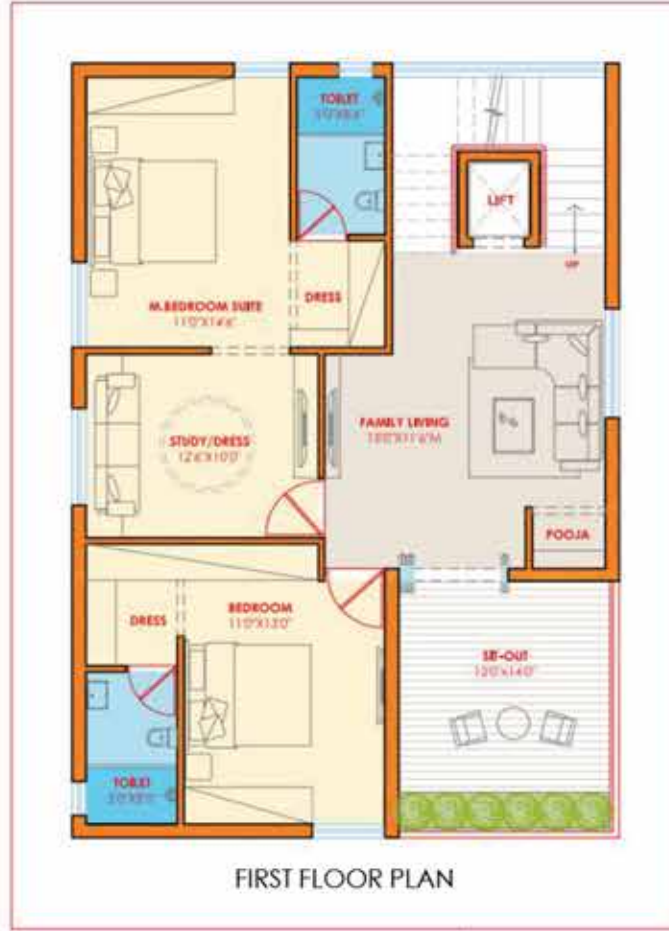 TOILET
LIFT
UP
DRESS
M.BEDROOM SUITE
11'0"X14'6"
FAMILY LIVING
STUDY/DRESS
12'6"X10'0"
POOJA
BEDROOM
11'0"X13'0"
DRESS
SIT-OUT
12'0"X14'0"
TOILET
FIRST FLOOR PLAN